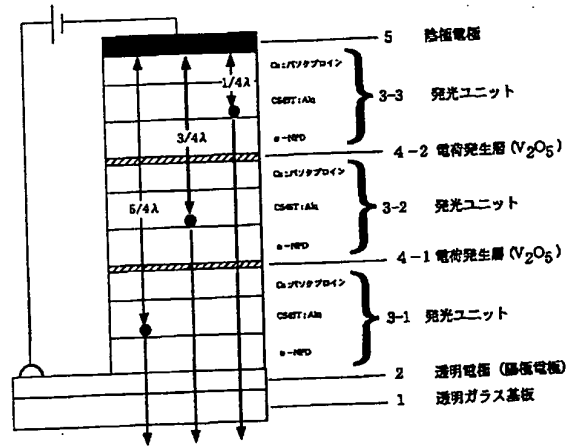 5 陰極電極
Cs:バソクプロイン
1/4λ
C545T:Alq
3-3 発光ユニット
α-NPD
3/4λ
4-2 電荷発生層(V2O5)
Cs:バソクプロイン
C545T:Alq
3-2 発光ユニット
5/4λ
α-NPD
4-1 電荷発生層(V2O5)
Cs:バソクプロイン
C545T:Alq
3-1 発光ユニット
α-NPD
2 透明電極 (陽極電極)
1 透明ガラス基板